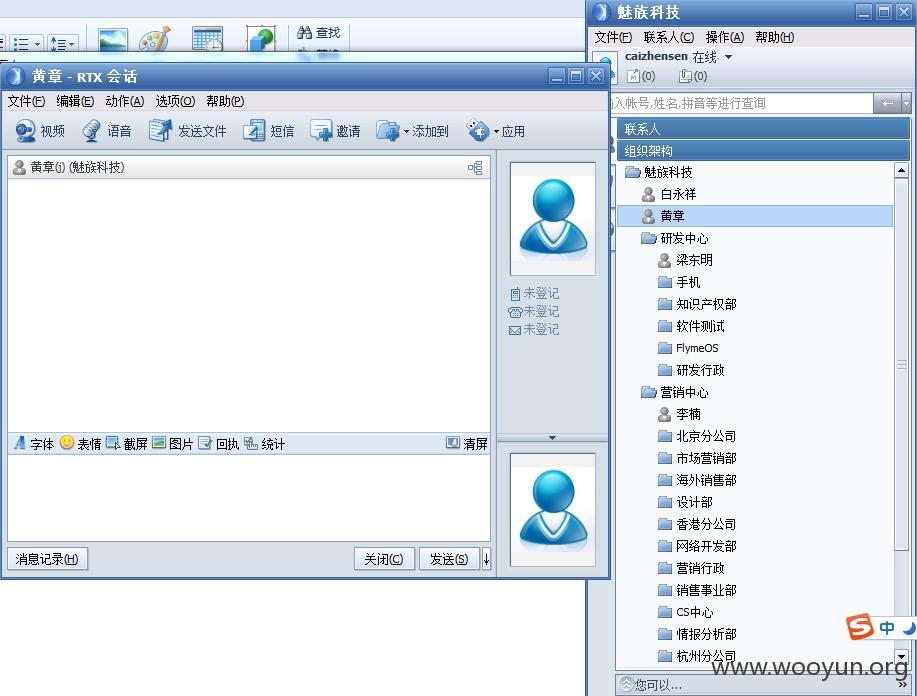 查找
黄章 - RTX 会话
文件(F) 编辑(E) 动作(A) 选项(O) 帮助(P)
视频 语音 发送文件 短信 邀请 添加到 应用
黄章(j) (魅族科技)
未登记
未登记
未登记
字体 表情 截屏 图片 回执 统计 清屏
消息记录(H) 关闭(C) 发送(S)
魅族科技
文件(F) 联系人(C) 操作(A) 帮助(H)
caizhensen 在线
(0) (0)
入帐号,姓名,拼音等进行查询
联系人
组织架构
魅族科技
白永祥
黄章
研发中心
梁东明
手机
知识产权部
软件测试
FlymeOS
研发行政
营销中心
李楠
北京分公司
市场营销部
海外销售部
设计部
香港分公司
网络开发部
营销行政
销售事业部
CS中心
情报分析部
杭州分公司
您可以...
S 中
www.wooyun.org